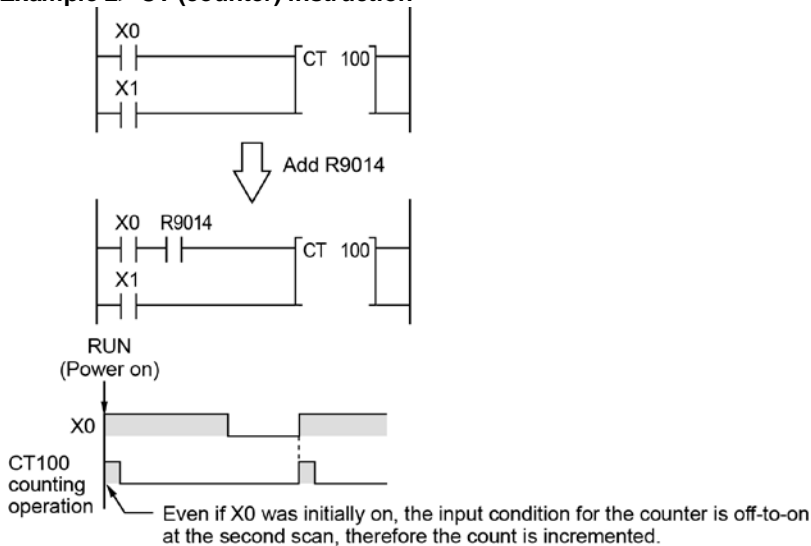 Example 2: CT (counter) instruction
X0
CT 100
X1
Add R9014
X0 R9014
CT 100
X1
RUN
(Power on)
X0
CT100
counting
operation
Even if X0 was initially on, the input condition for the counter is off-to-on
at the second scan, therefore the count is incremented.